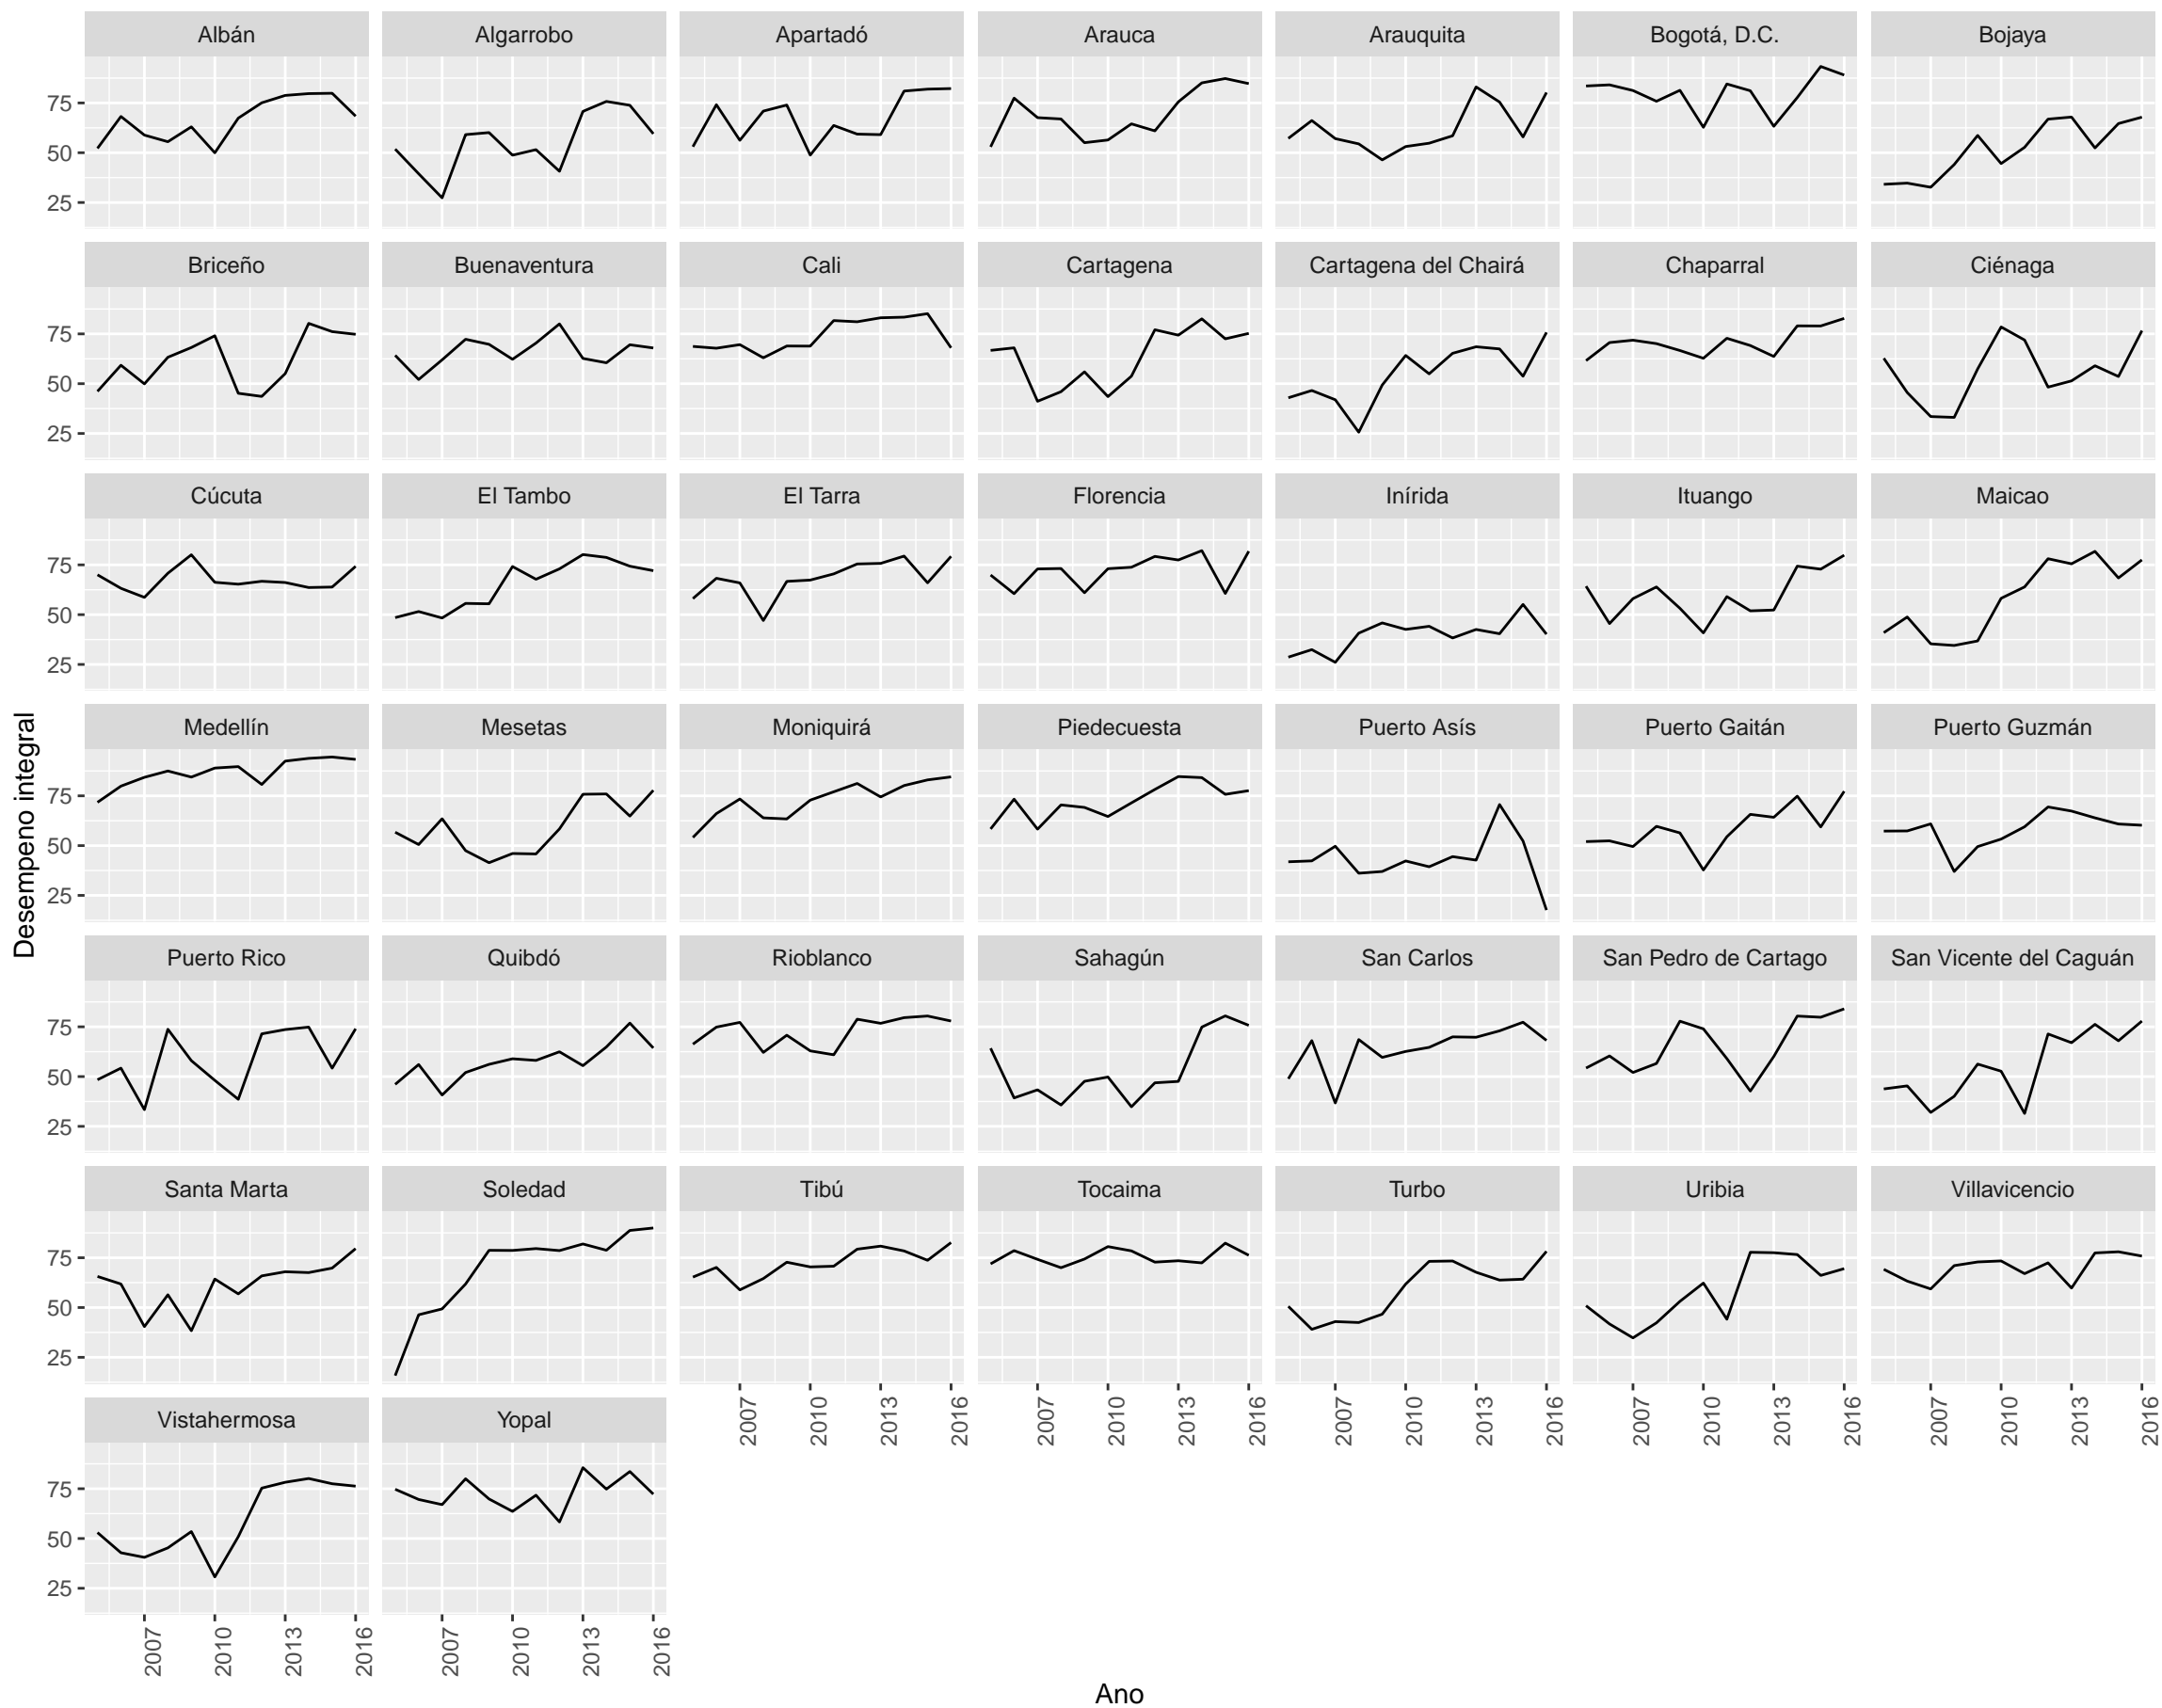 Albán Algarrobo Apartadó Arauca Arauquita Bogotá, D.C. Bojaya
75
50
25
Briceño Buenaventura Cali Cartagena Cartagena del Chairá Chaparral Ciénaga
75
50
25
Cúcuta El Tambo El Tarra Florencia Inírida Ituango Maicao
75
50
25
Desempeno integral
Medellín Mesetas Moniquirá Piedecuesta Puerto Asís Puerto Gaitán Puerto Guzmán
75
50
25
Puerto Rico Quibdó Rioblanco Sahagún San Carlos San Pedro de Cartago San Vicente del Caguán
75
50
25
Santa Marta Soledad Tibú Tocaima Turbo Uribia Villavicencio
75
50
25
2007 2010 2013 2016 2007 2010 2013 2016 2007 2010 2013 2016 2007 2010 2013 2016 2007 2010 2013 2016
Vistahermosa Yopal
75
50
25
2007 2010 2013 2016 2007 2010 2013 2016
Ano